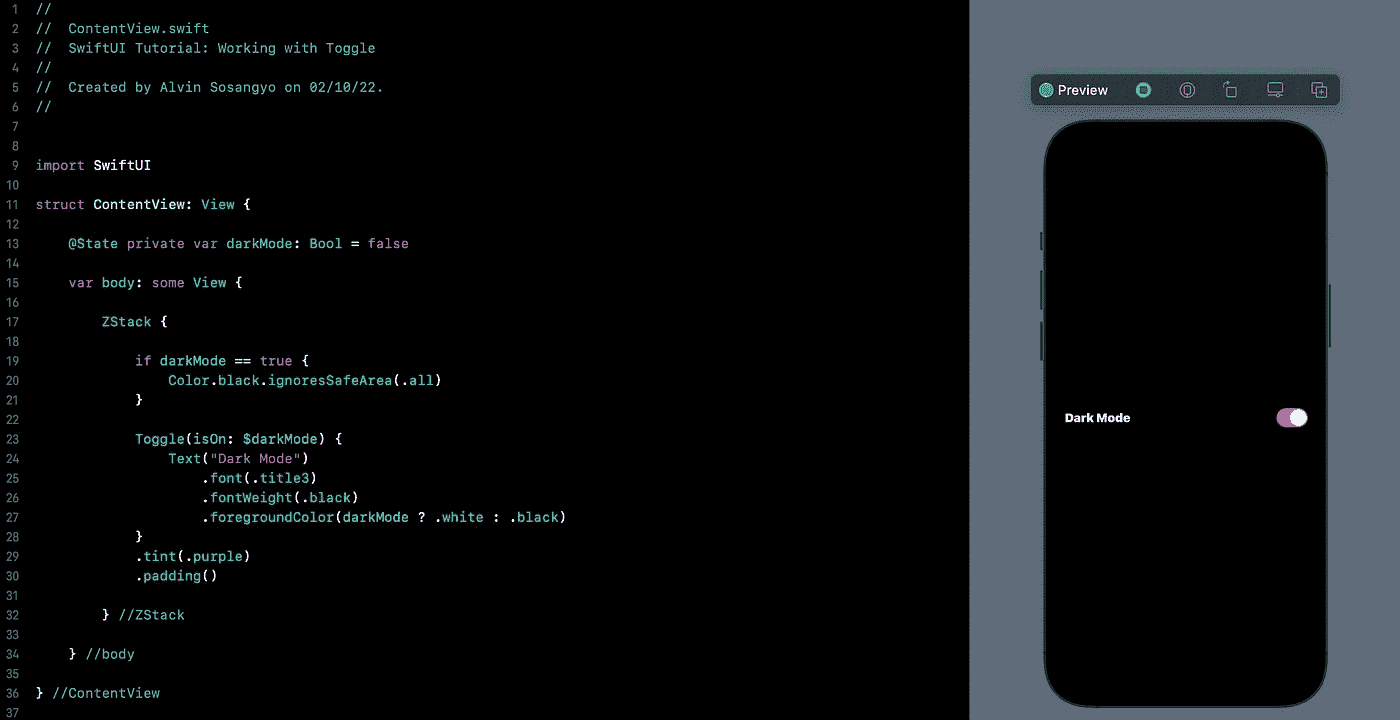 1 //
2 //  ContentView.swift
3 //  SwiftUI Tutorial: Working with Toggle
4 //
5 //  Created by Alvin Sosangyo on 02/10/22.
6 //
7
8
9 import SwiftUI
10
11 struct ContentView: View {
12
13     @State private var darkMode: Bool = false
14
15     var body: some View {
16
17         ZStack {
18
19             if darkMode == true {
20                 Color.black.ignoresSafeArea(.all)
21             }
22
23             Toggle(isOn: $darkMode) {
24                 Text("Dark Mode")
25                     .font(.title3)
26                     .fontWeight(.black)
27                     .foregroundColor(darkMode ? .white : .black)
28             }
29             .tint(.purple)
30             .padding()
31
32         } //ZStack
33
34     } //body
35
36 } //ContentView
37
Preview
Dark Mode